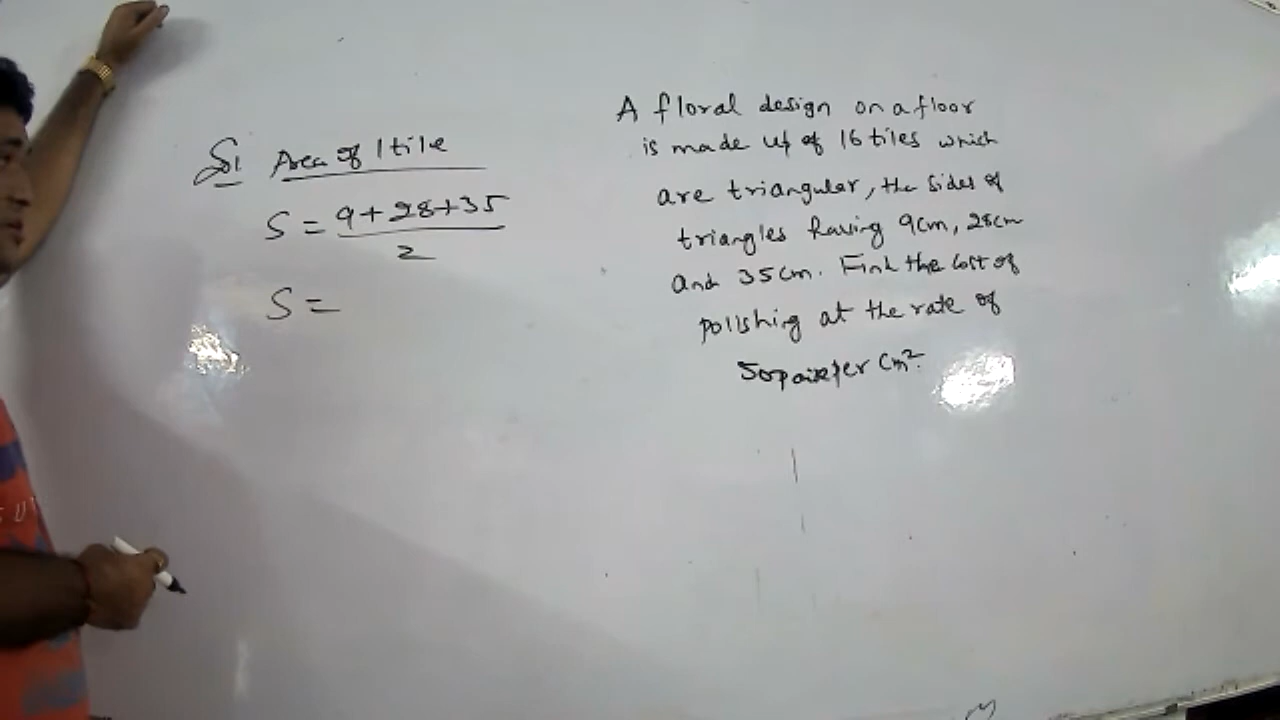 Sol Area of 1 tile
S = 9+28+35
2
S =
A floral design on a floor
is made up of 16 tiles which
are triangular, the sides of
triangles having 9cm, 28cm
and 35cm. Find the cost of
polishing at the rate of
50paise per cm².